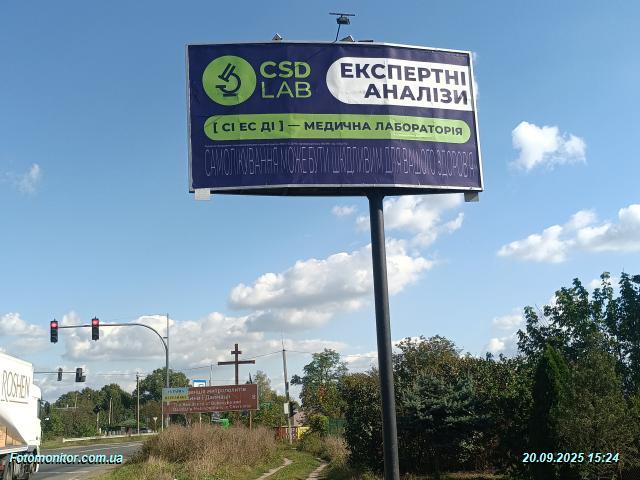 CSD
LAB
ЕКСПЕРТНІ
АНАЛІЗИ
[ СІ ЕС ДІ ] — МЕДИЧНА ЛАБОРАТОРІЯ
САМОЛІКУВАННЯ МОЖЕ БУТИ ШКІДЛИВИМ ДЛЯ ВАШОГО ЗДОРОВ'Я
ROSHEN
митрополити
Fotomonitor.com.ua
20.09.2025 15:24